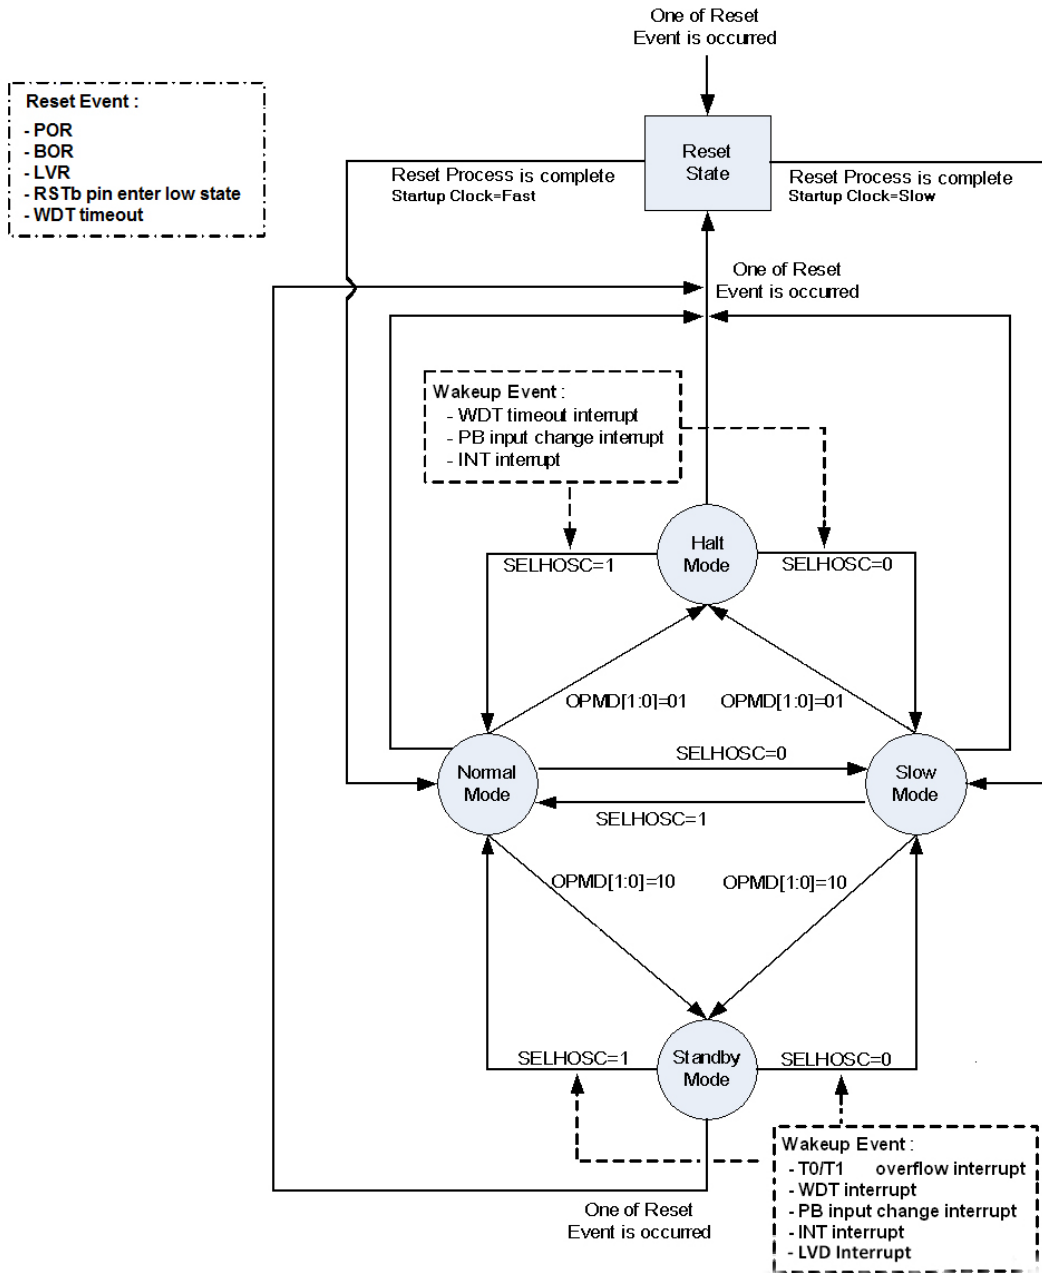 One of Reset
Event is occurred
Reset Event :
- POR
- BOR
- LVR
- RSTb pin enter low state
- WDT timeout
Reset
State
Reset Process is complete
Startup Clock=Fast
Reset Process is complete
Startup Clock=Slow
One of Reset
Event is occurred
Wakeup Event :
- WDT timeout interrupt
- PB input change interrupt
- INT interrupt
Halt
Mode
SELHOSC=1
SELHOSC=0
OPMD[1:0]=01
OPMD[1:0]=01
Normal
Mode
SELHOSC=0
Slow
Mode
SELHOSC=1
OPMD[1:0]=10
OPMD[1:0]=10
SELHOSC=1
Standby
Mode
SELHOSC=0
Wakeup Event :
- T0/T1 overflow interrupt
- WDT interrupt
- PB input change interrupt
- INT interrupt
- LVD Interrupt
One of Reset
Event is occurred